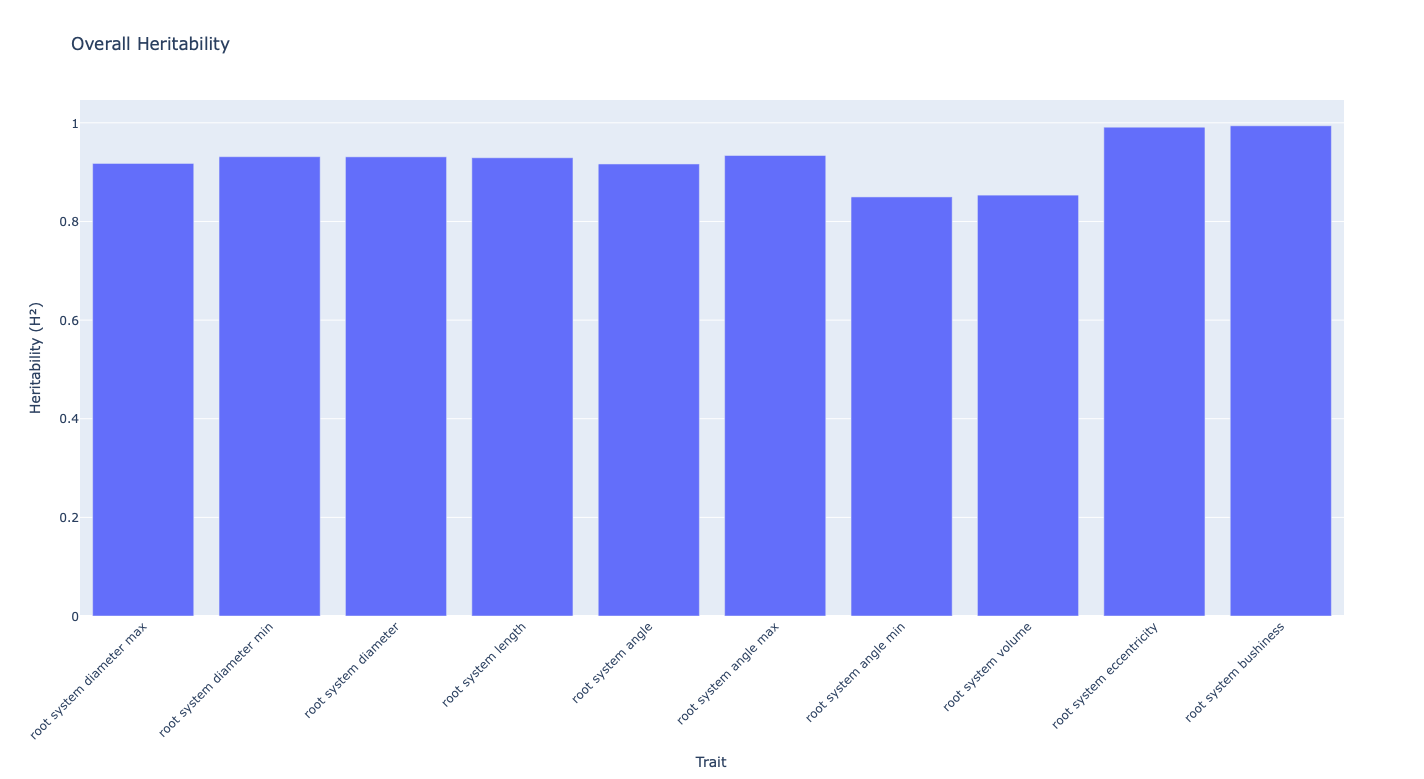 Overall Heritability
Heritability (H²)
1
0.8
0.6
0.4
0.2
0
root system diameter max
root system diameter min
root system diameter
root system length
root system angle
root system angle max
root system angle min
root system volume
root system eccentricity
root system bushiness
Trait